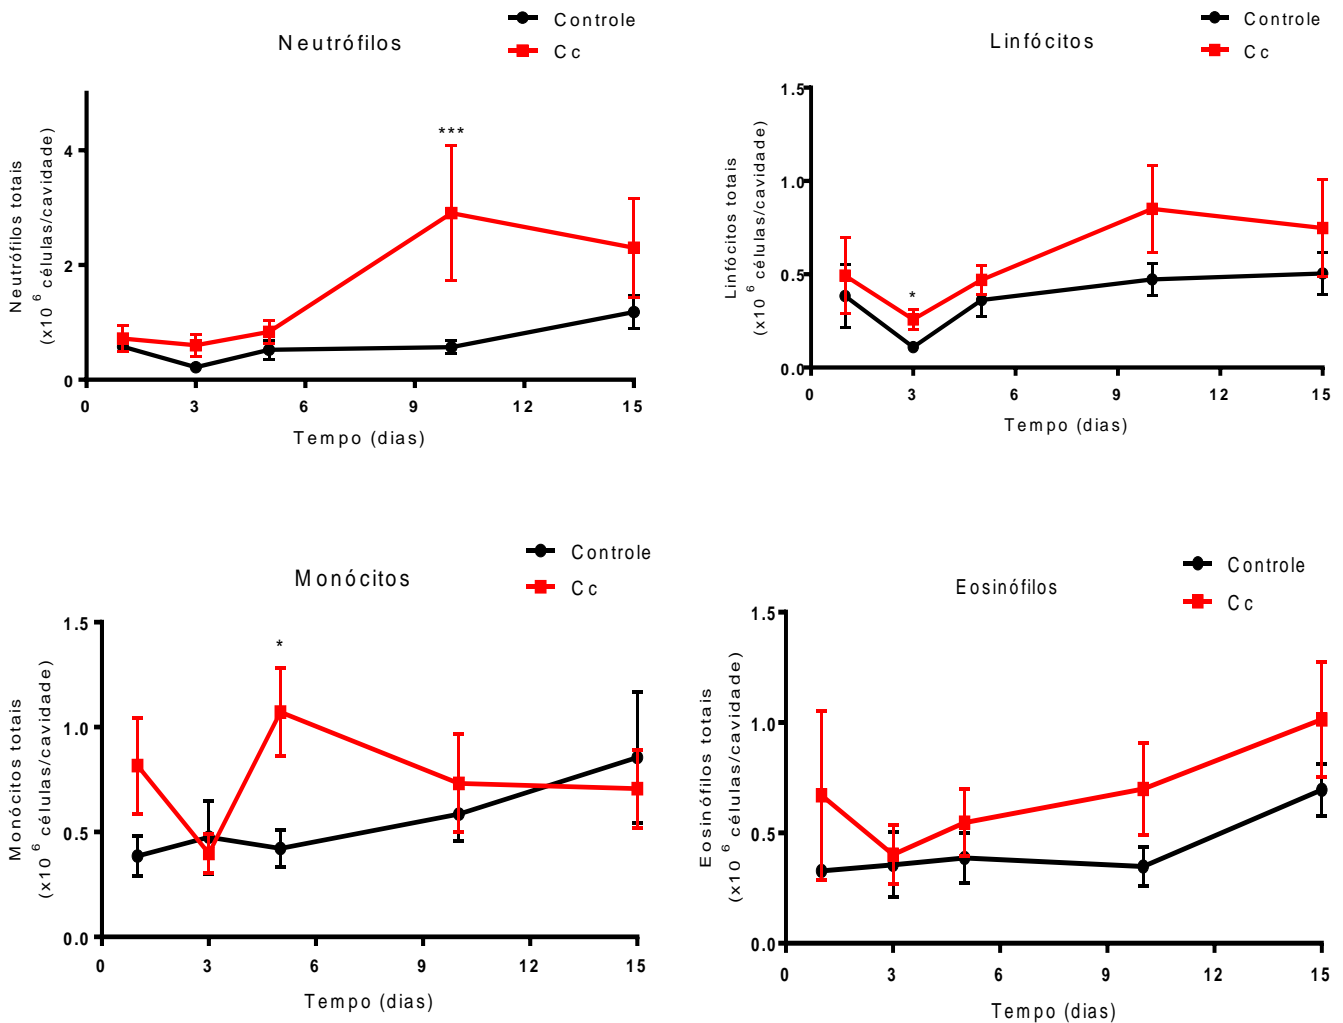 Neutrófilos
Controle
Cc
Neutrófilos totais
(x10 6 células/cavidade)
4
2
0
***
0 3 6 9 12 15
Tempo (dias)
Linfócitos
Controle
Cc
Linfócitos totais
(x10 6 células/cavidade)
1.5
1.0
0.5
0.0
*
0 3 6 9 12 15
Tempo (dias)
Monócitos
Controle
Cc
Monócitos totais
(x10 6 células/cavidade)
1.5
1.0
0.5
0.0
*
0 3 6 9 12 15
Tempo (dias)
Eosinófilos
Controle
Cc
Eosinófilos totais
(x10 6 células/cavidade)
1.5
1.0
0.5
0.0
0 3 6 9 12 15
Tempo (dias)